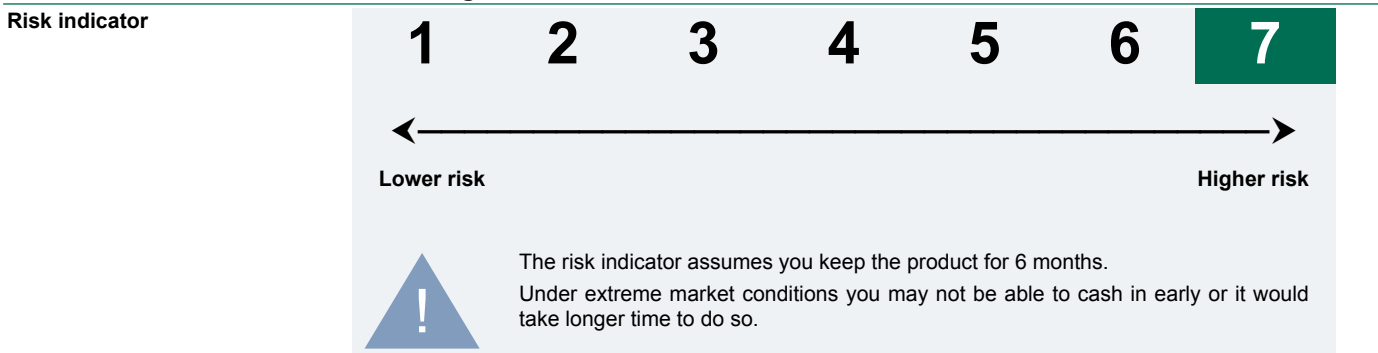 Risk indicator
1 2 3 4 5 6 7
Lower risk Higher risk
!
The risk indicator assumes you keep the product for 6 months.
Under extreme market conditions you may not be able to cash in early or it would
take longer time to do so.